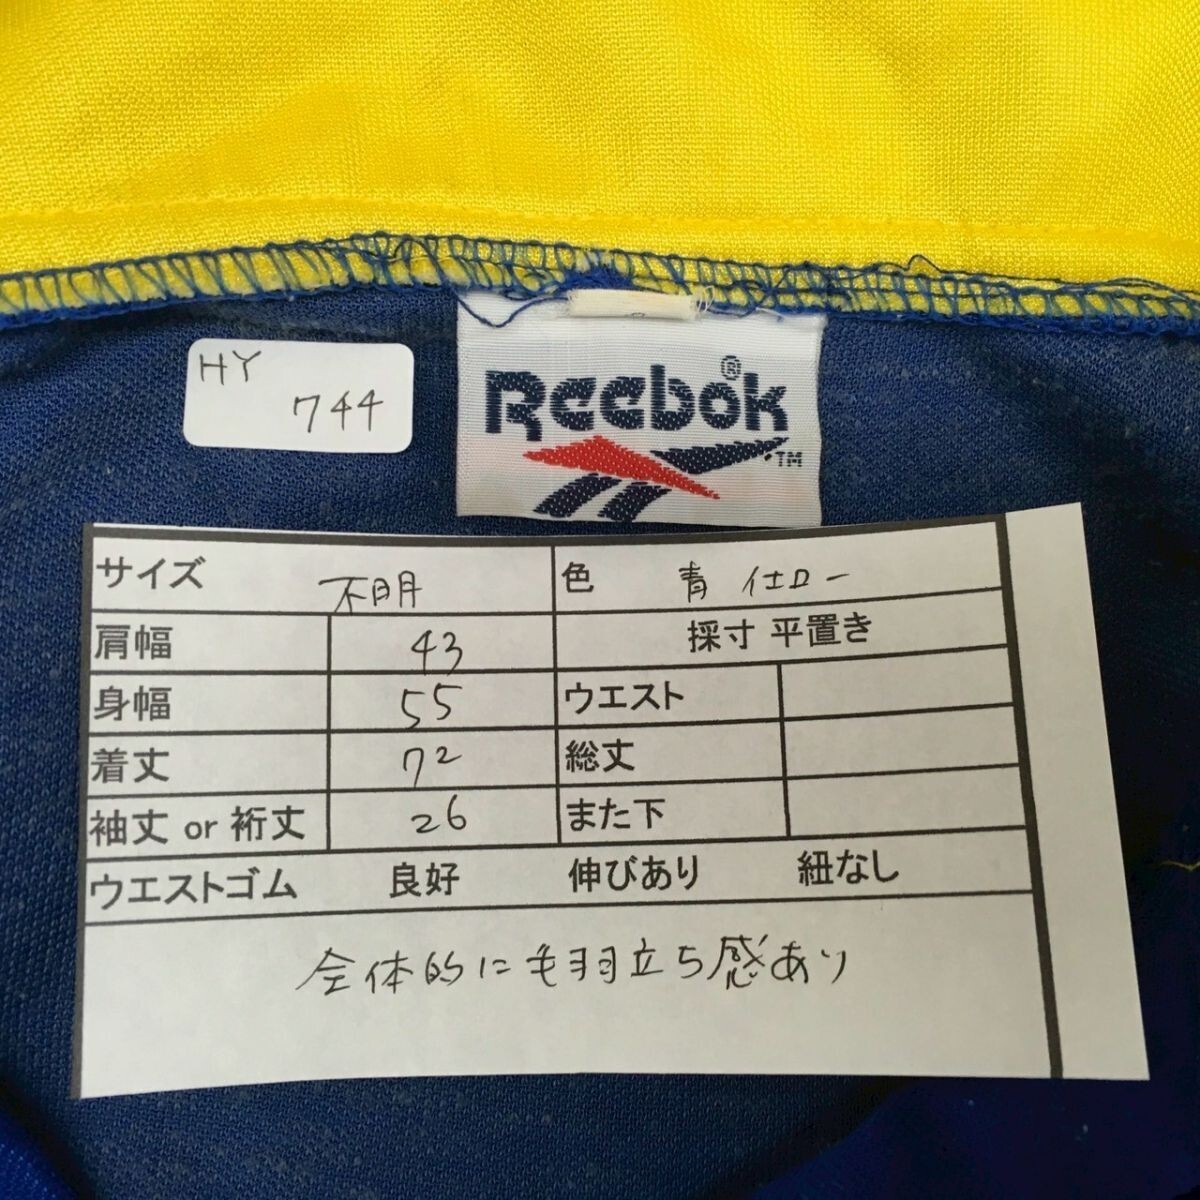 HY
744
Reebok®
™
サイズ 不明 色 青 イエロー
肩幅 43 採寸 平置き
身幅 55 ウエスト
着丈 72 総丈
袖丈 or 裄丈 26 また下
ウエストゴム 良好 伸びあり 紐なし
全体的に毛羽立ち感あり